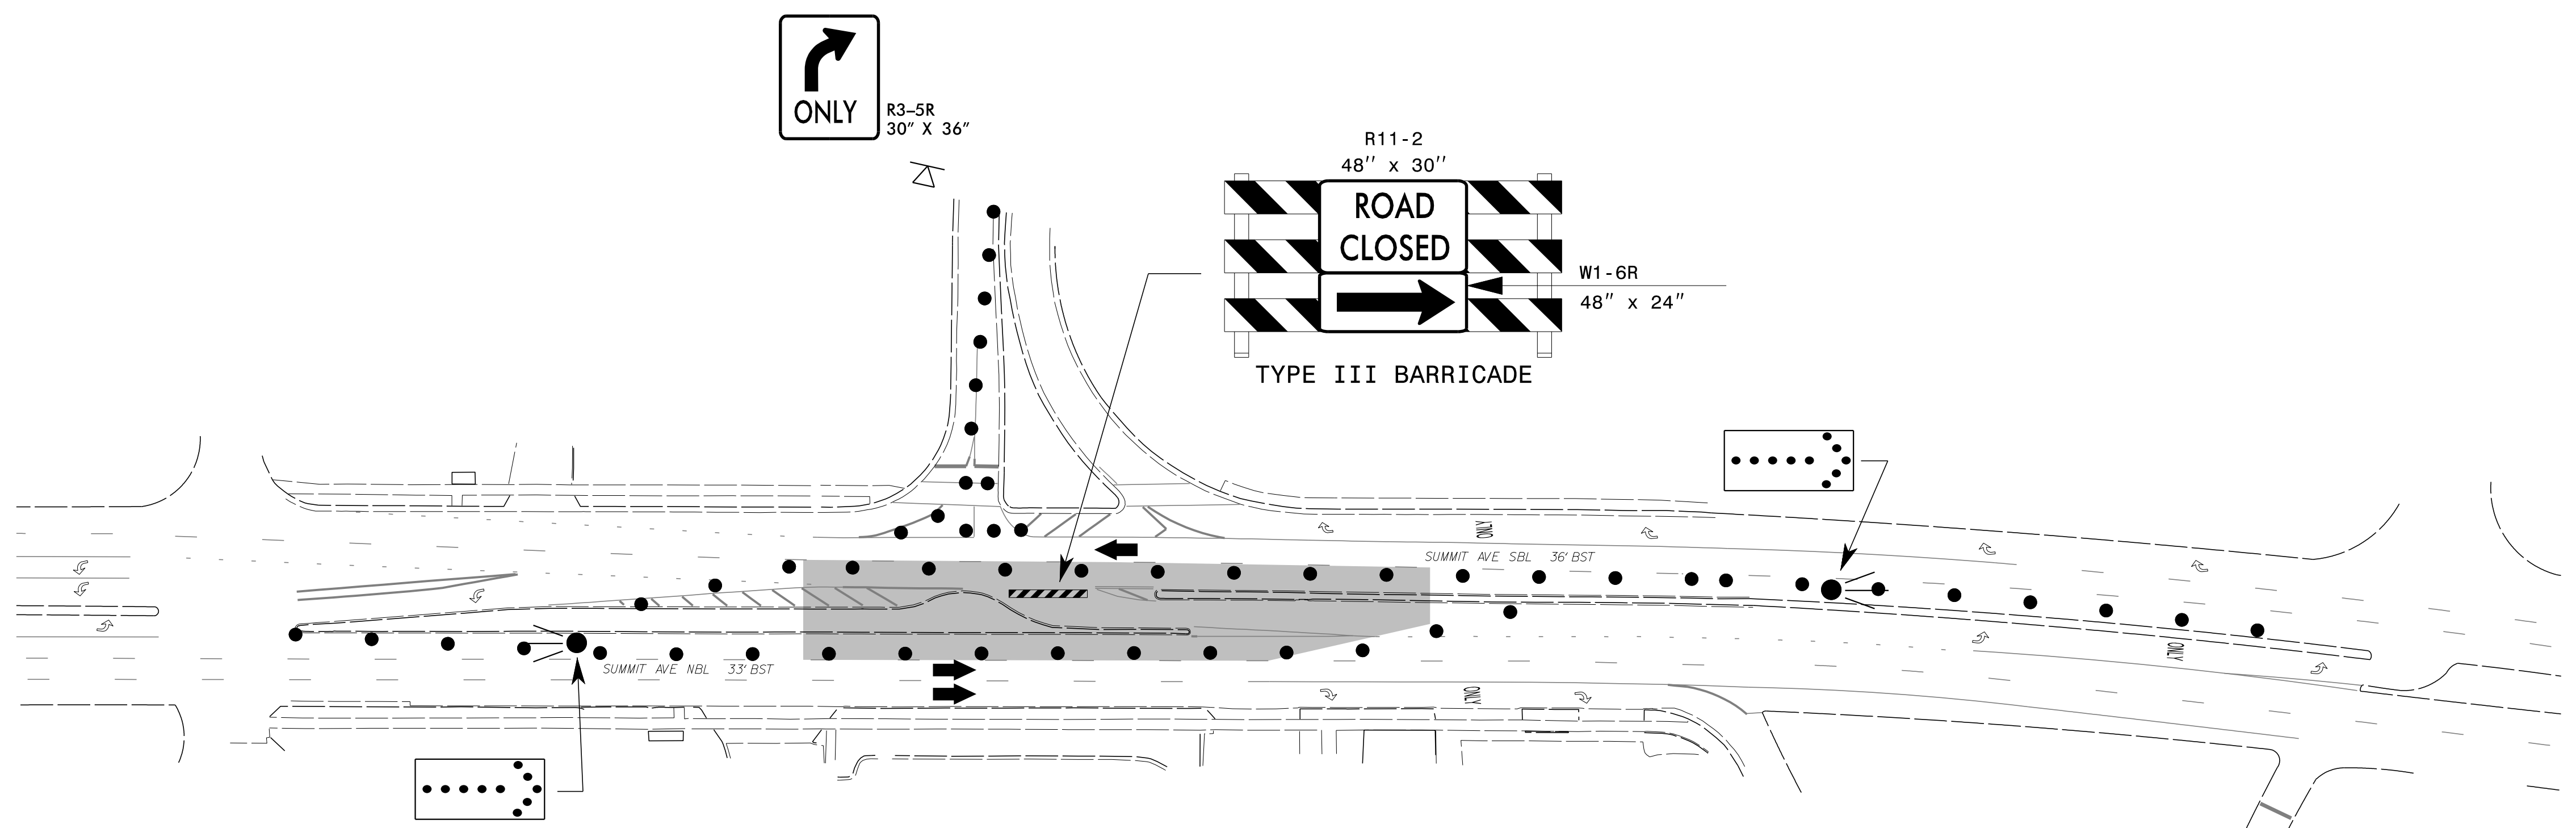 ONLY
R3-5R
30" X 36"
R11-2
48" x 30"
ROAD
CLOSED
W1-6R
48" x 24"
TYPE III BARRICADE
ONLY
SUMMIT AVE SBL 36' BST
ONLY
SUMMIT AVE NBL 33' BST
ONLY